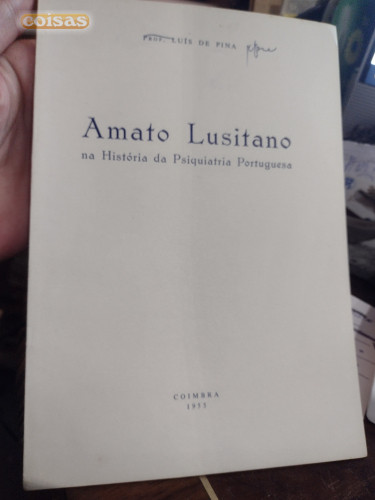 coisas
PROF. LUÍS DE PINA
Amato Lusitano
na História da Psiquiatria Portuguesa
COIMBRA
1955